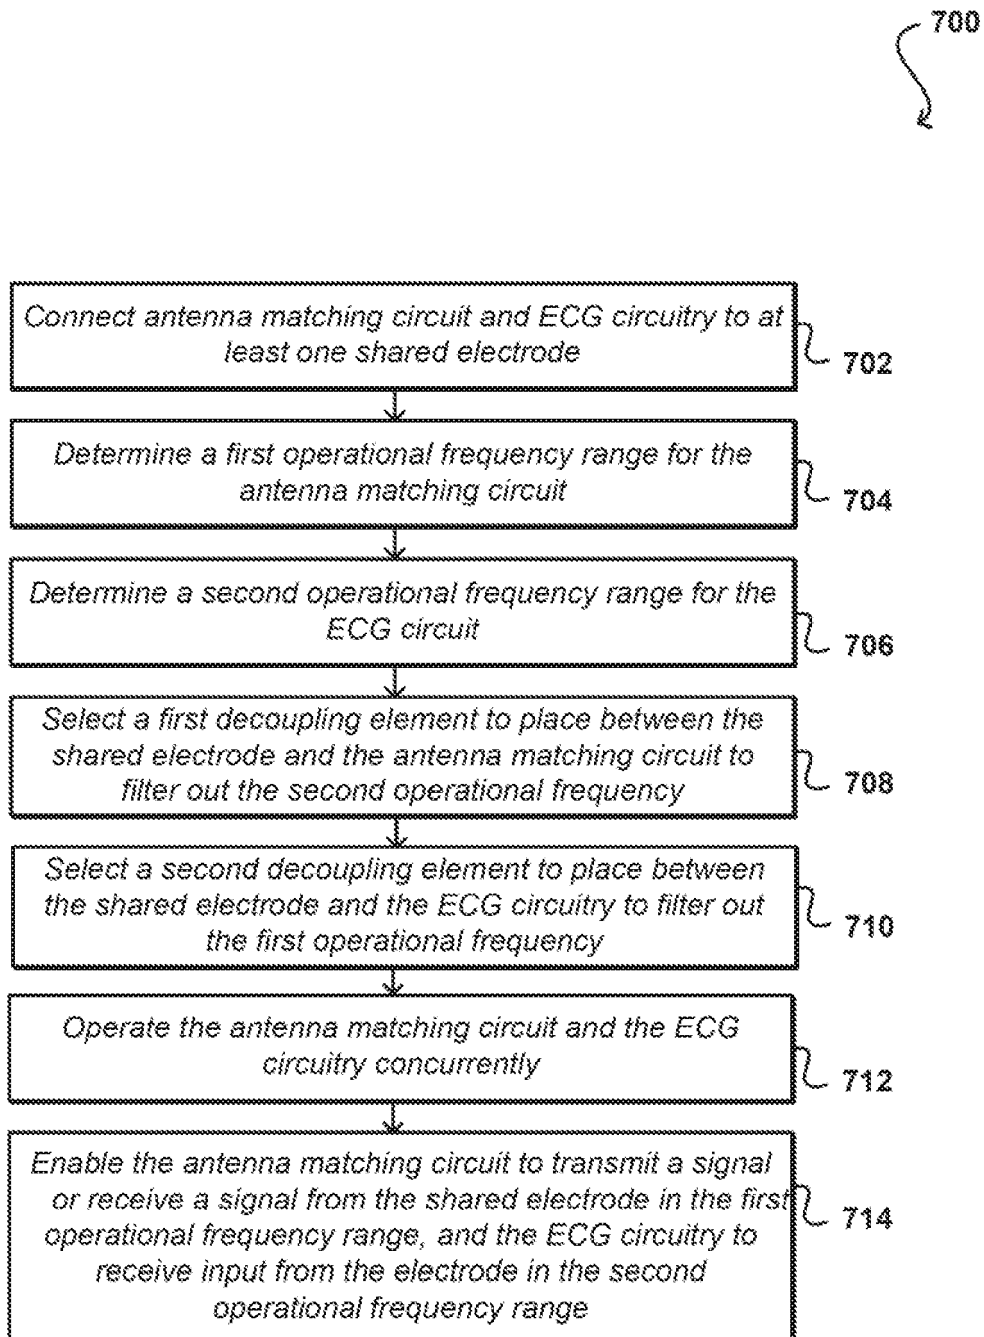 700
Connect antenna matching circuit and ECG circuitry to at
least one shared electrode
702
Determine a first operational frequency range for the
antenna matching circuit
704
Determine a second operational frequency range for the
ECG circuit
706
Select a first decoupling element to place between the
shared electrode and the antenna matching circuit to
filter out the second operational frequency
708
Select a second decoupling element to place between
the shared electrode and the ECG circuitry to filter out
the first operational frequency
710
Operate the antenna matching circuit and the ECG
circuitry concurrently
712
Enable the antenna matching circuit to transmit a signal
or receive a signal from the shared electrode in the first
operational frequency range, and the ECG circuitry to
receive input from the electrode in the second
operational frequency range
714